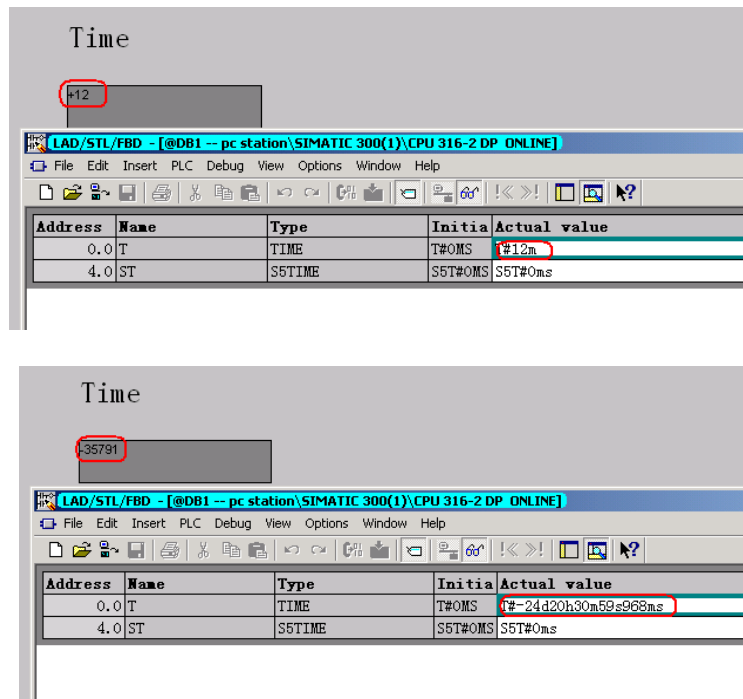 Time
+12
LAD/STL/FBD - [@DB1 -- pc station\SIMATIC 300(1)\CPU 316-2 DP ONLINE]
File Edit Insert PLC Debug View Options Window Help
Address Name Type Initia Actual value
0.0 T TIME T#0MS T#12m
4.0 ST S5TIME S5T#0MS S5T#0ms
Time
-35791
LAD/STL/FBD - [@DB1 -- pc station\SIMATIC 300(1)\CPU 316-2 DP ONLINE]
File Edit Insert PLC Debug View Options Window Help
Address Name Type Initia Actual value
0.0 T TIME T#0MS T#-24d20h30m59s968ms
4.0 ST S5TIME S5T#0MS S5T#0ms